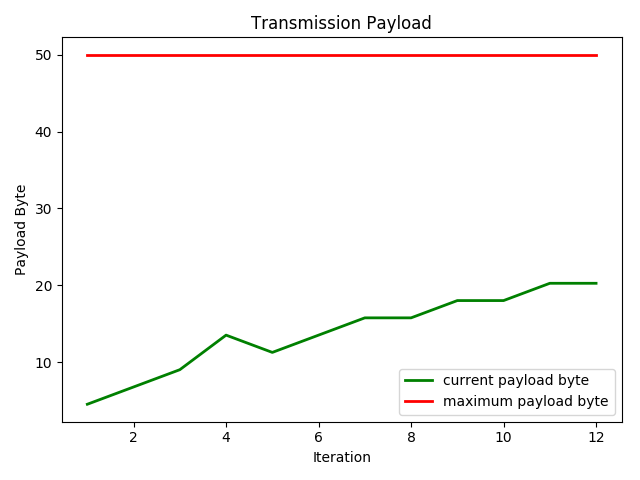 Transmission Payload
Payload Byte
50
40
30
20
10
current payload byte
maximum payload byte
2
4
6
8
10
12
Iteration